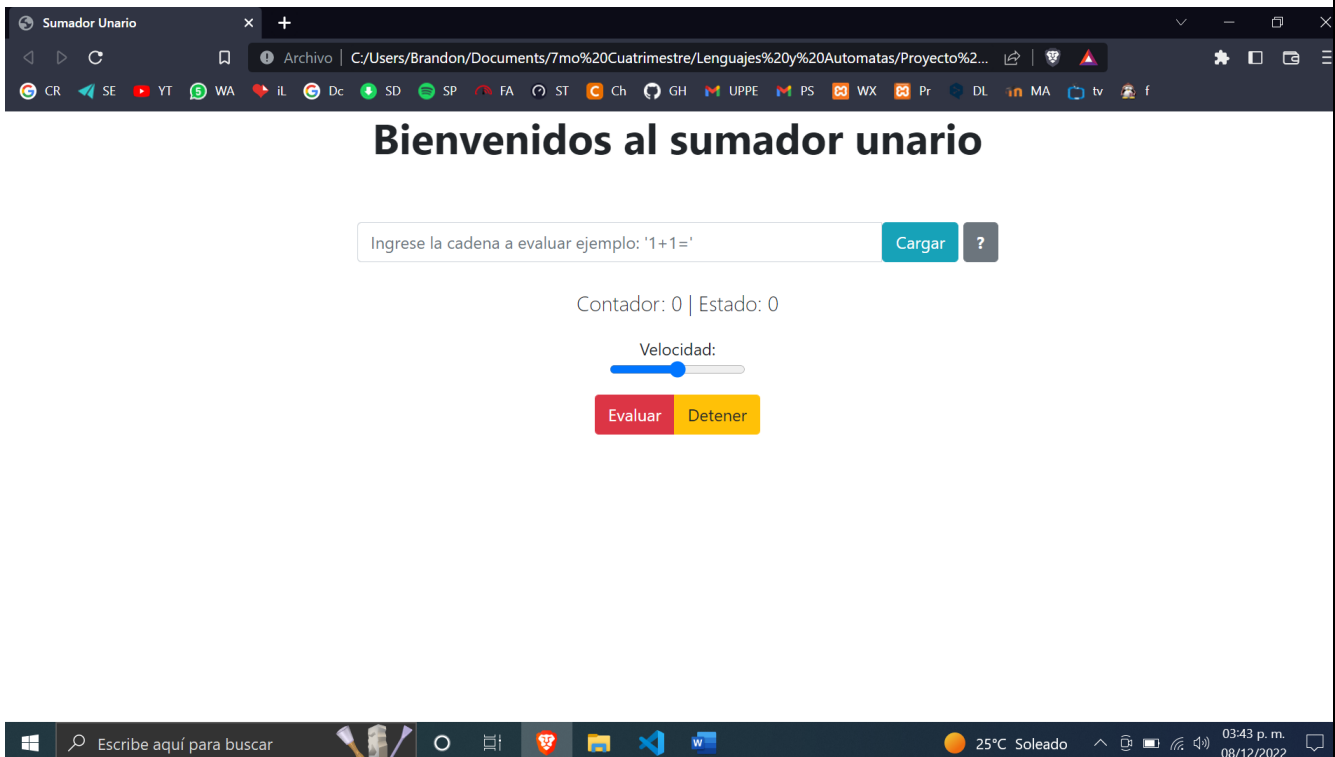 Sumador Unario
Archivo C:/Users/Brandon/Documents/7mo%20Cuatrimestre/Lenguajes%20y%20Automatas/Proyecto%2...
CR SE YT WA iL Dc SD SP FA ST Ch GH UPPE PS WX Pr DL MA tv f
Bienvenidos al sumador unario
Ingrese la cadena a evaluar ejemplo: '1+1=' Cargar ?
Contador: 0 | Estado: 0
Velocidad:
Evaluar Detener
Escribe aquí para buscar 25°C Soleado 03:43 p. m.
08/12/2022